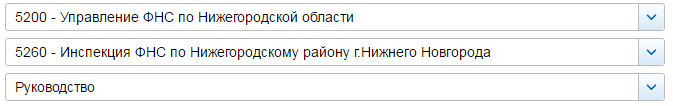 5200 - Управление ФНС по Нижегородской области
5260 - Инспекция ФНС по Нижегородскому району г.Нижнего Новгорода
Руководство